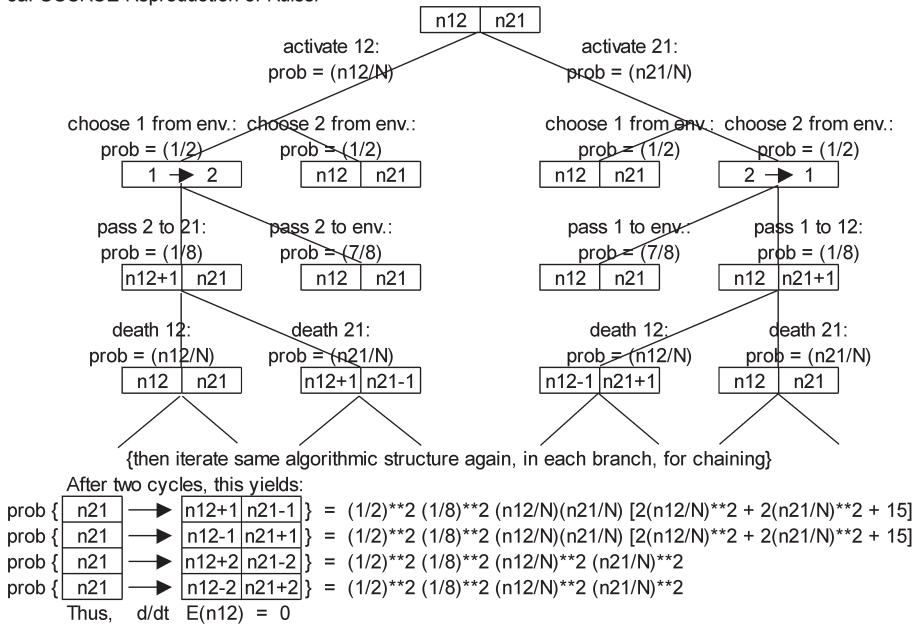 n12 n21
activate 12: activate 21:
prob = (n12/N) prob = (n21/N)
choose 1 from env.: choose 2 from env.: choose 1 from env.: choose 2 from env.:
prob = (1/2) prob = (1/2) prob = (1/2) prob = (1/2)
1 → 2 n12 n21 n12 n21 2 → 1
pass 2 to 21: pass 2 to env.: pass 1 to env.: pass 1 to 12:
prob = (1/8) prob = (7/8) prob = (7/8) prob = (1/8)
n12+1 n21 n12 n21 n12 n21 n12 n21+1
death 12: death 21: death 12: death 21:
prob = (n12/N) prob = (n21/N) prob = (n12/N) prob = (n21/N)
n12 n21 n12+1 n21-1 n12-1 n21+1 n12 n21
{then iterate same algorithmic structure again, in each branch, for chaining}
After two cycles, this yields:
prob { n21 → n12+1 n21-1 } = (1/2)**2 (1/8)**2 (n12/N)(n21/N) [2(n12/N)**2 + 2(n21/N)**2 + 15]
prob { n21 → n12-1 n21+1 } = (1/2)**2 (1/8)**2 (n12/N)(n21/N) [2(n12/N)**2 + 2(n21/N)**2 + 15]
prob { n21 → n12+2 n21-2 } = (1/2)**2 (1/8)**2 (n12/N)**2 (n21/N)**2
prob { n21 → n12-2 n21+2 } = (1/2)**2 (1/8)**2 (n12/N)**2 (n21/N)**2
Thus, d/dt E(n12) = 0